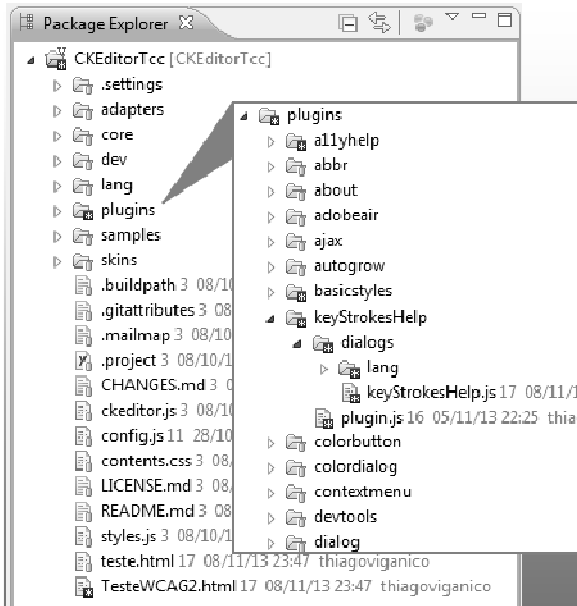 Package Explorer
CKEditorTcc [CKEditorTcc]
.settings
adapters
core
dev
lang
plugins
samples
skins
.buildpath 3 08/10
.gitattributes 3 08
.mailmap 3 08/10
.project 3 08/10/1
CHANGES.md 3 0
ckeditor.js 3 08/10
config.js 11 28/10
contents.css 3 08/
LICENSE.md 3 08/
README.md 3 08
styles.js 3 08/10/1
teste.html 17 08/11/13 23:47 thiagoviganico
TesteWCAG2.html 17 08/11/13 23:47 thiagoviganico
plugins
a11yhelp
abbr
about
adobeair
ajax
autogrow
basicstyles
keyStrokesHelp
dialogs
lang
keyStrokesHelp.js 17 08/11/1
plugin.js 16 05/11/13 22:25 thia
colorbutton
colordialog
contextmenu
devtools
dialog